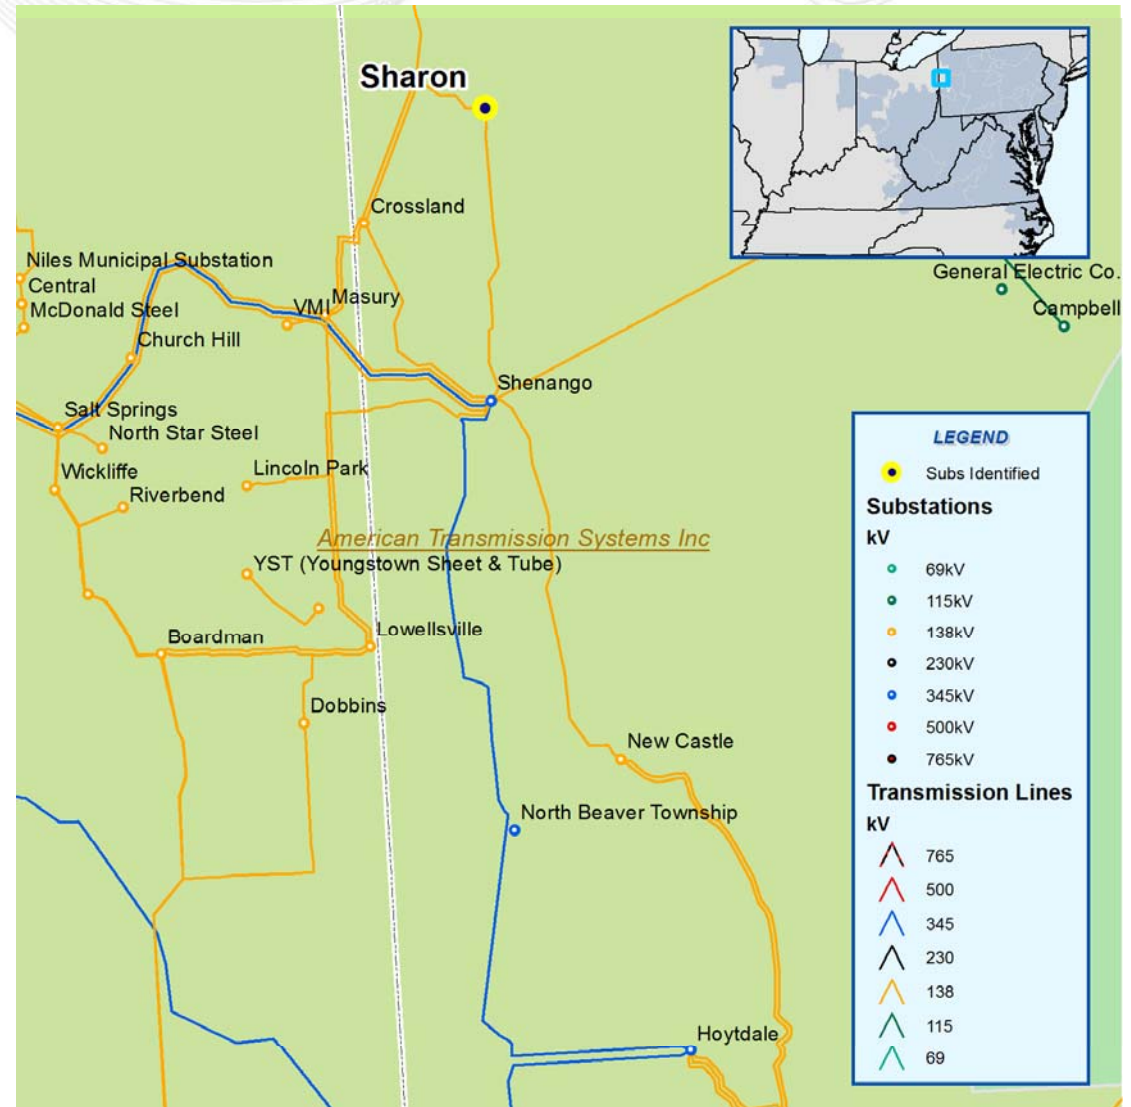 Sharon
Crossland
Niles Municipal Substation
Central
McDonald Steel
VMI
Masury
Church Hill
General Electric Co.
Campbell
Shenango
Salt Springs
North Star Steel
Wickliffe
Lincoln Park
Riverbend
American Transmission Systems Inc
YST (Youngstown Sheet & Tube)
Boardman
Lowellsville
Dobbins
New Castle
North Beaver Township
Hoytdale
LEGEND
Subs Identified
Substations
kV
69kV
115kV
138kV
230kV
345kV
500kV
765kV
Transmission Lines
kV
765
500
345
230
138
115
69